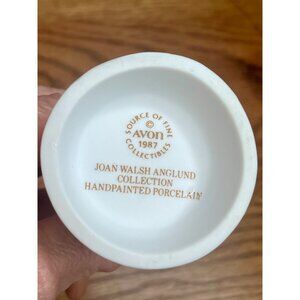 SOURCE OF FINE
©
AVON
1987
COLLECTIBLES
JOAN WALSH ANGLUND
COLLECTION
HANDPAINTED PORCELAIN